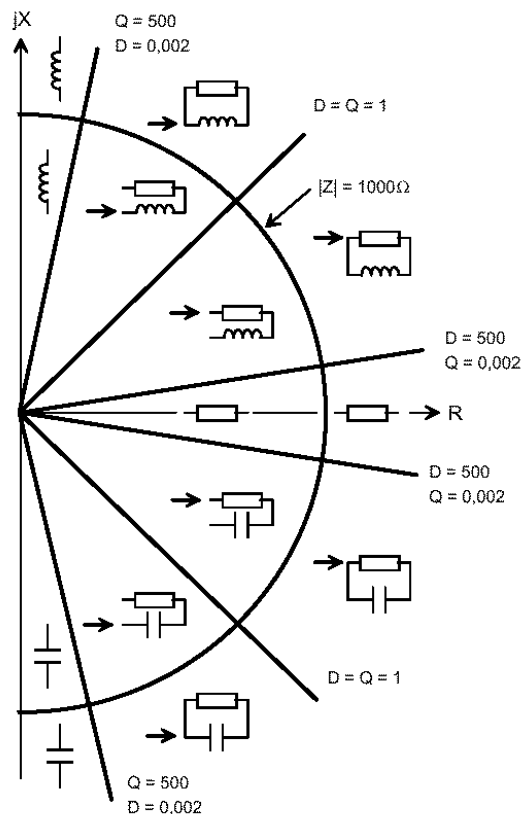 jX
Q = 500
D = 0,002
D = Q = 1
|Z| = 1000Ω
D = 500
Q = 0,002
R
D = 500
Q = 0,002
D = Q = 1
Q = 500
D = 0,002